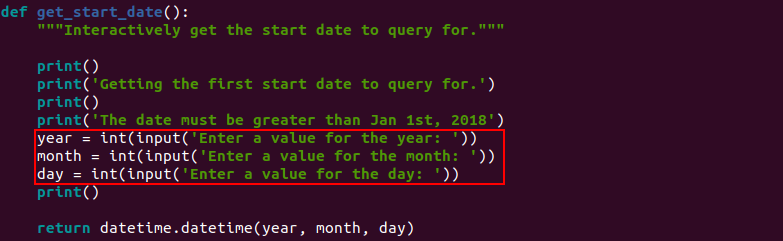 def get_start_date():
    """Interactively get the start date to query for."""

    print()
    print('Getting the first start date to query for.')
    print()
    print('The date must be greater than Jan 1st, 2018')
    year = int(input('Enter a value for the year: '))
    month = int(input('Enter a value for the month: '))
    day = int(input('Enter a value for the day: '))
    print()

    return datetime.datetime(year, month, day)